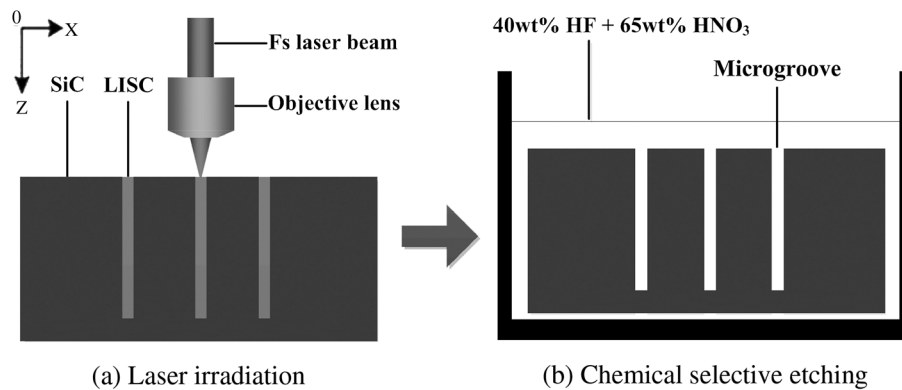 0
X
Z
Fs laser beam
SiC
LISC
Objective lens
40wt% HF + 65wt% HNO₃
Microgroove
(a) Laser irradiation
(b) Chemical selective etching